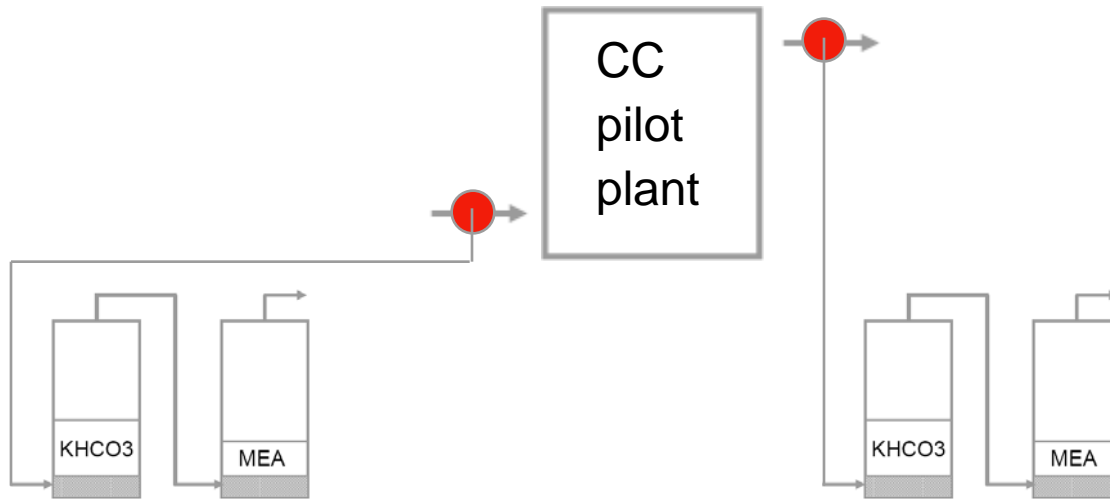 CC
pilot
plant
KHCO3
MEA
KHCO3
MEA